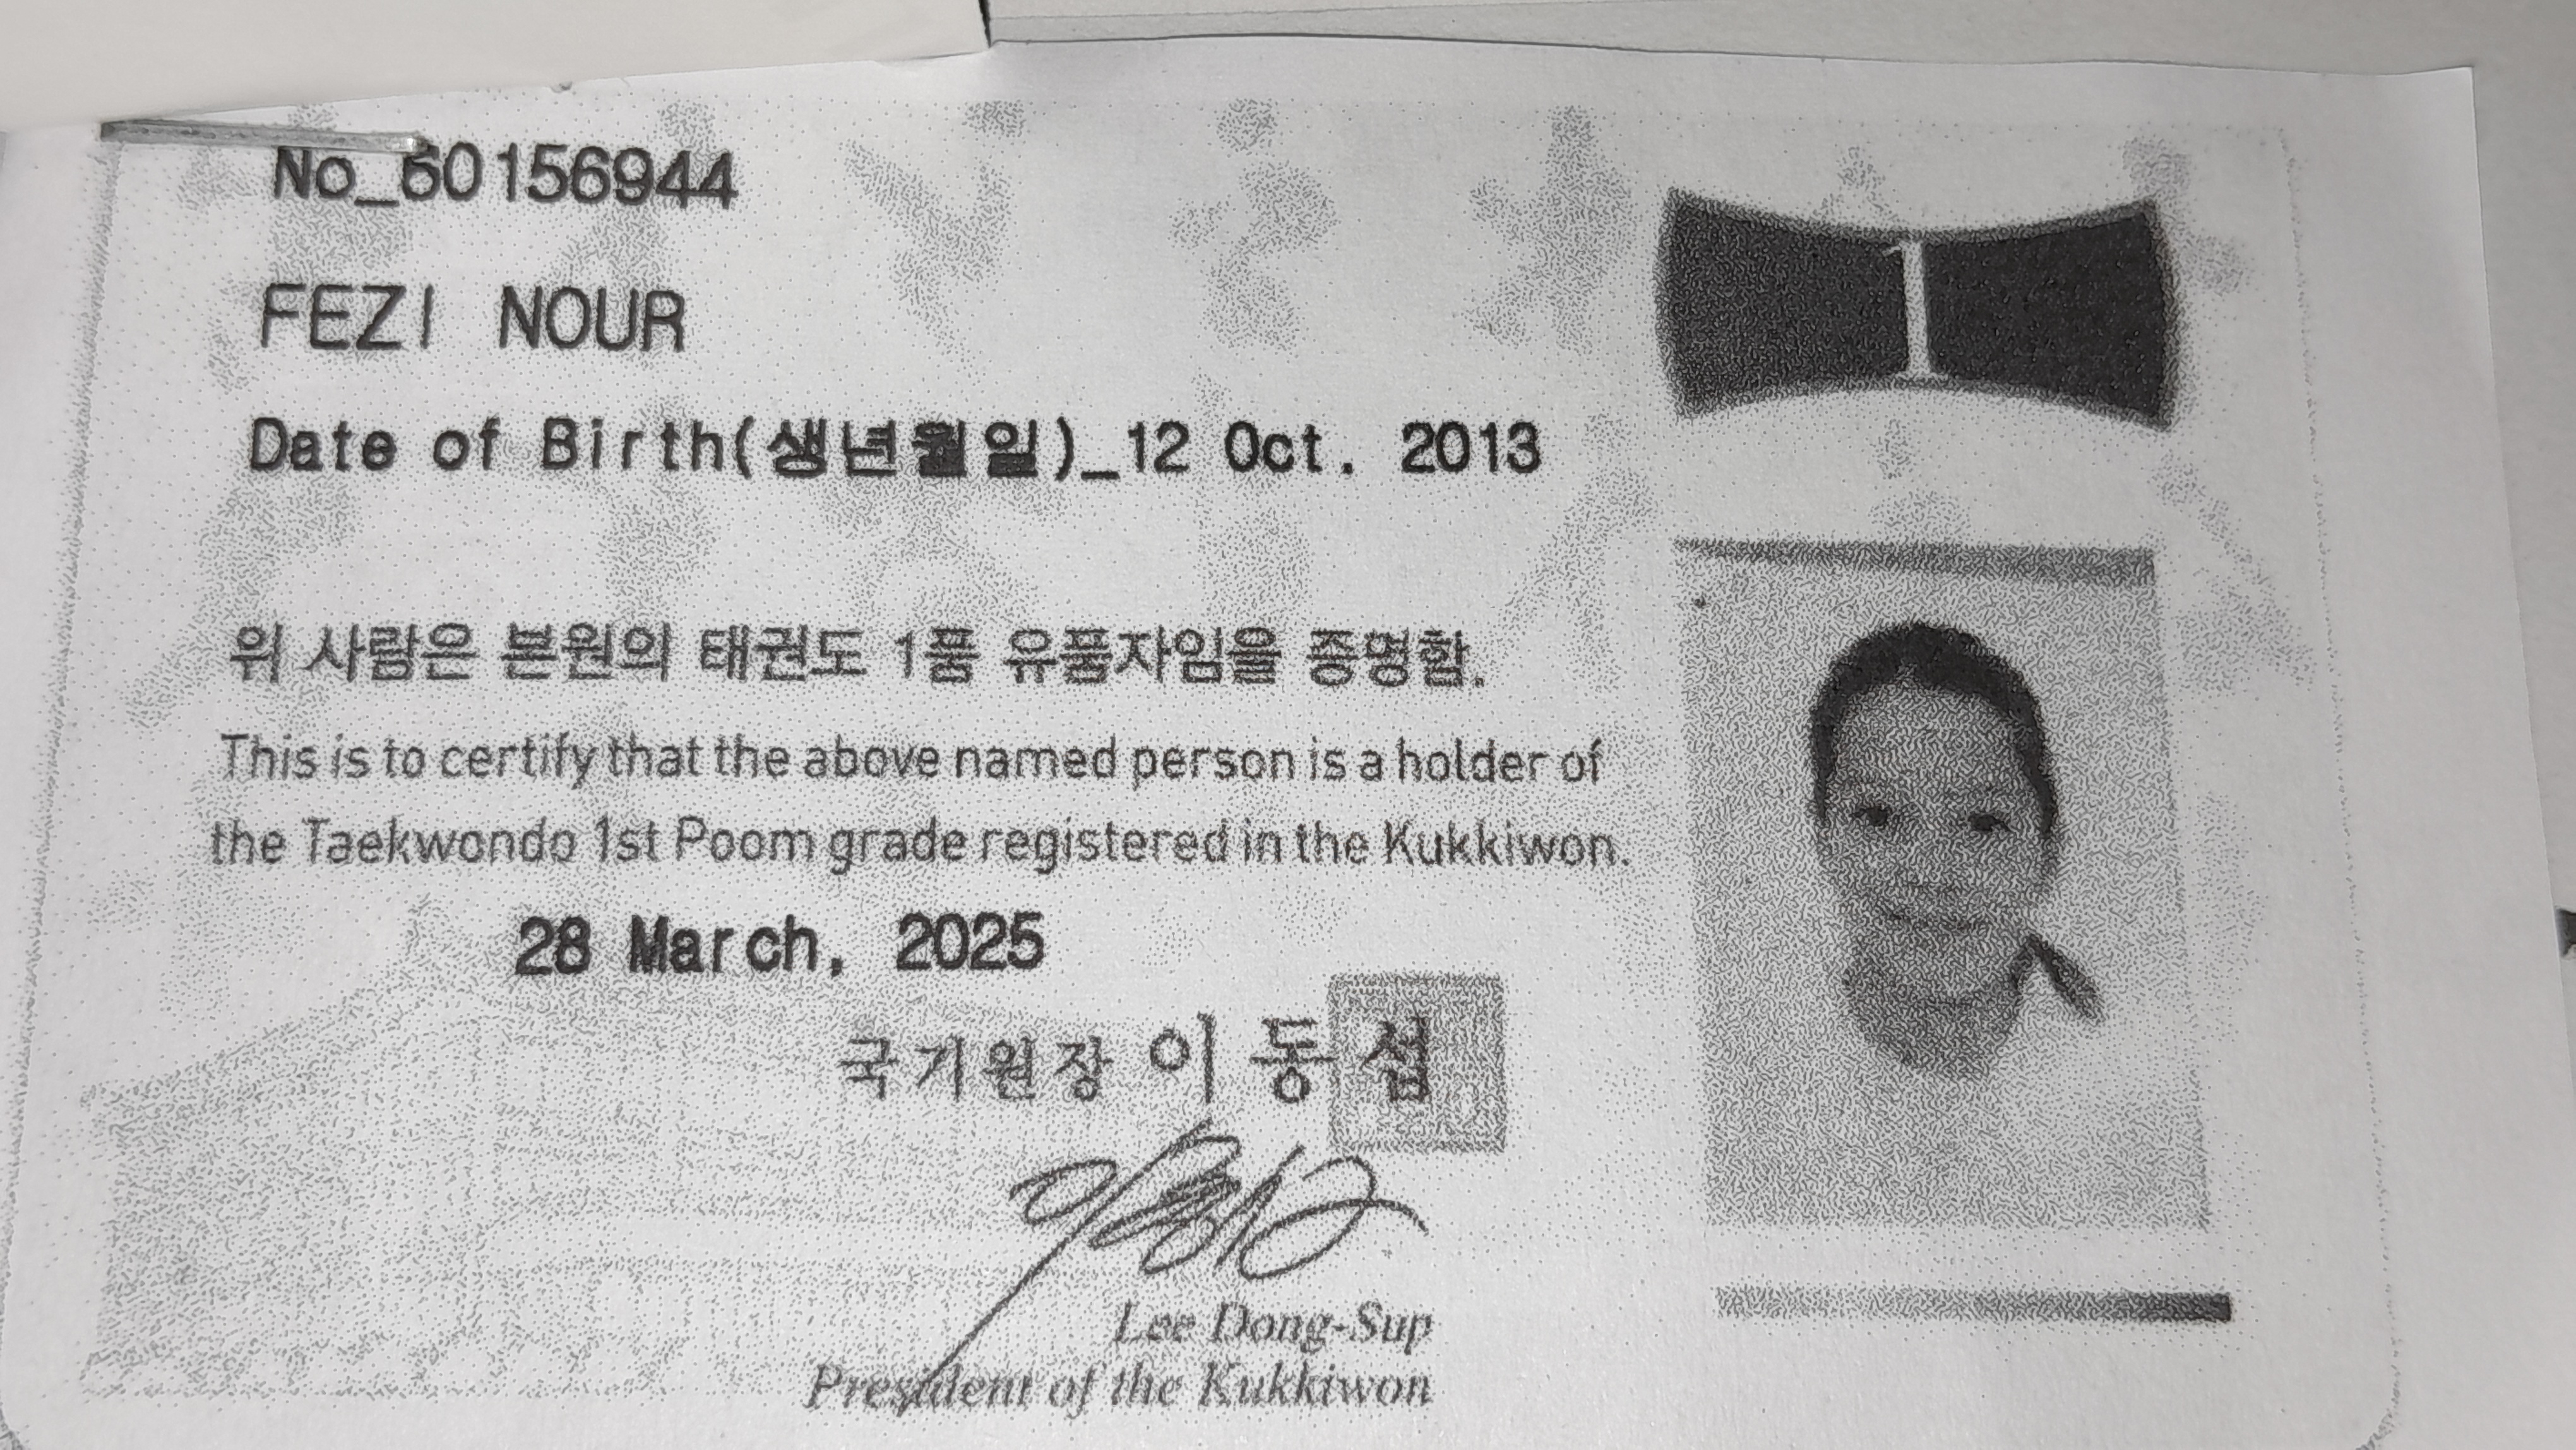 No_60156944
1
FEZI NOUR
Date of Birth(생년월일)_12 Oct. 2013
위 사람은 본원의 태권도 1품 유품자임을 증명함.
This is to certify that the above named person is a holder of
the Taekwondo 1st Poom grade registered in the Kukkiwon.
28 March, 2025
국기원장 이동섭
Lee Dong-Sup
President of the Kukkiwon